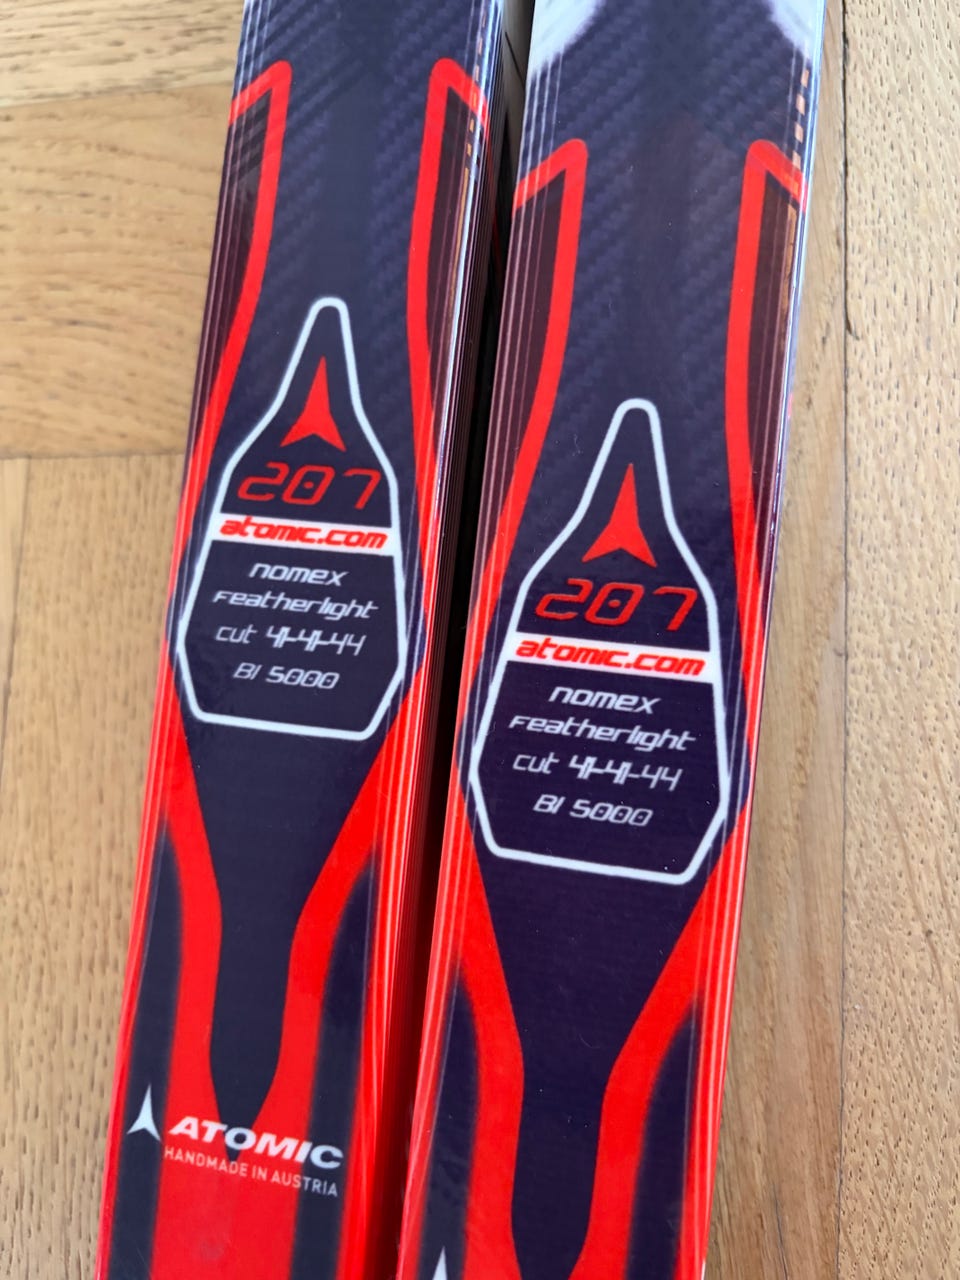 207
atomic.com
nomex
Featherlight
cut 41-41-44
BI 5000
ATOMIC
HANDMADE IN AUSTRIA
207
atomic.com
nomex
Featherlight
cut 41-41-44
BI 5000